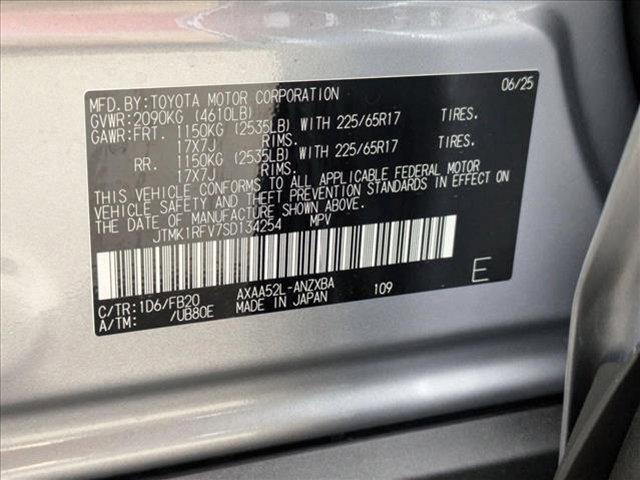 MFD.BY:TOYOTA MOTOR CORPORATION 06/25
GVWR:2090KG (4610LB)
GAWR:FRT. 1150KG (2535LB) WITH 225/65R17 TIRES.
17X7J RIMS.
RR. 1150KG (2535LB) WITH 225/65R17 TIRES.
17X7J RIMS.
THIS VEHICLE CONFORMS TO ALL APPLICABLE FEDERAL MOTOR
VEHICLE SAFETY AND THEFT PREVENTION STANDARDS IN EFFECT ON
THE DATE OF MANUFACTURE SHOWN ABOVE.
JTMK1RFV7SD134254 MPV
C/TR:1D6/FB20 AXAA52L-ANZXBA 109 E
A/TM: /UB80E MADE IN JAPAN